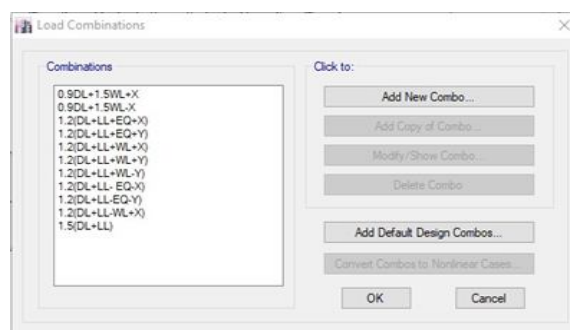 Load Combinations
Combinations
0.9DL+1.5WL+X
0.9DL+1.5WL-X
1.2(DL+LL+EQ+X)
1.2(DL+LL+EQ+Y)
1.2(DL+LL+WL+X)
1.2(DL+LL+WL+Y)
1.2(DL+LL+WL-Y)
1.2(DL+LL- EQ-X)
1.2(DL+LL-EQ-Y)
1.2(DL+LL-WL+X)
1.5(DL+LL)
Click to:
Add New Combo...
Add Copy of Combo...
Modify/Show Combo...
Delete Combo
Add Default Design Combos...
Convert Combos to Nonlinear Cases...
OK
Cancel